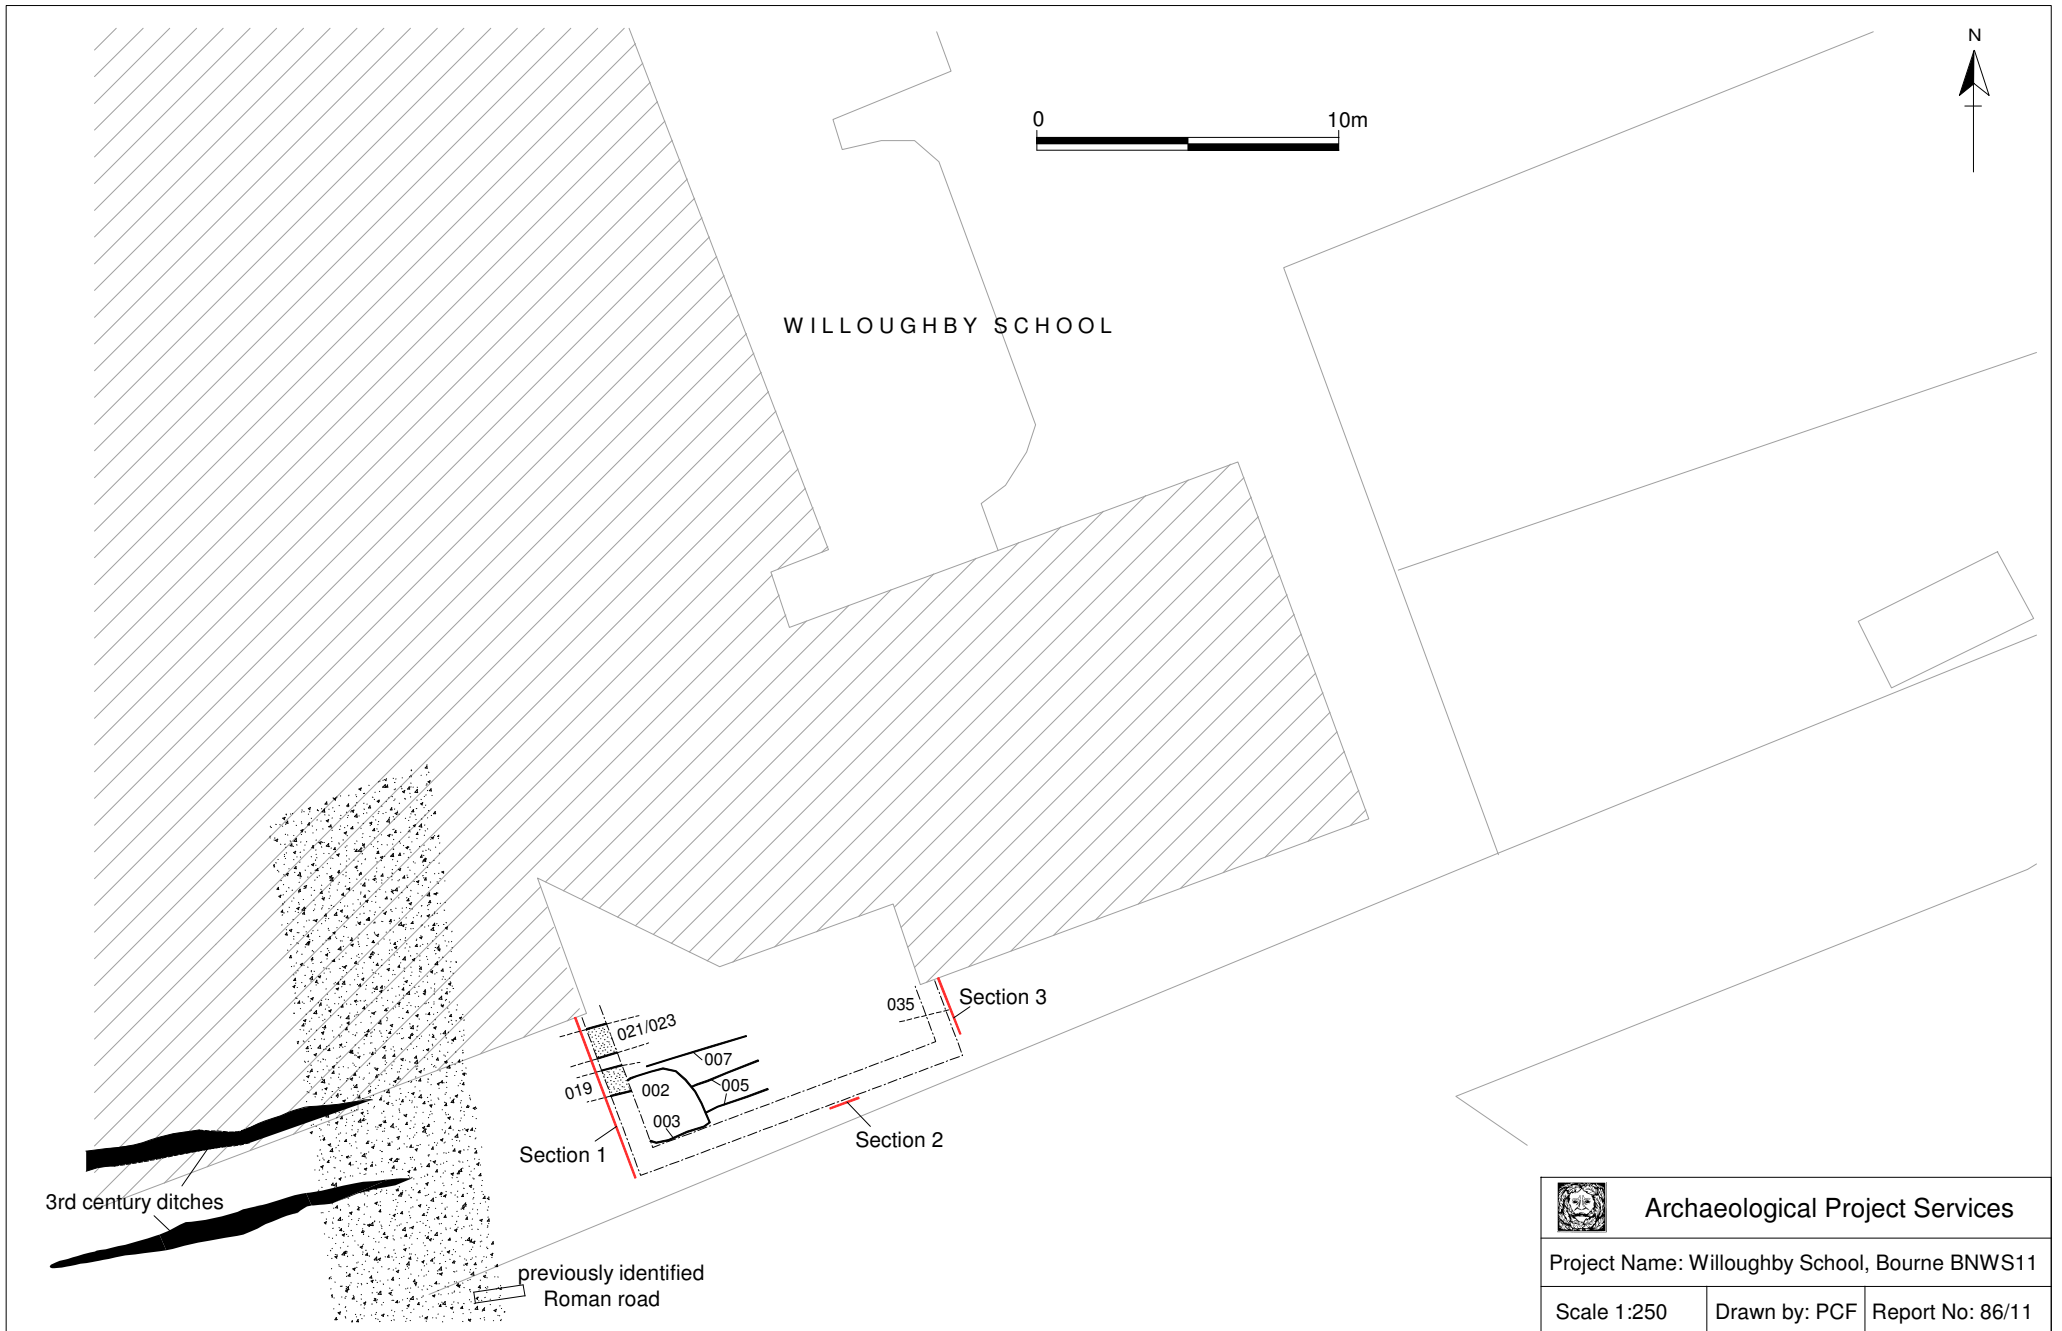 N
0 10m
WILLOUGHBY SCHOOL
035
Section 3
021/023
007
005
019
002
003
Section 2
Section 1
3rd century ditches
previously identified
Roman road
Archaeological Project Services
Project Name: Willoughby School, Bourne BNWS11
Scale 1:250
Drawn by: PCF
Report No: 86/11